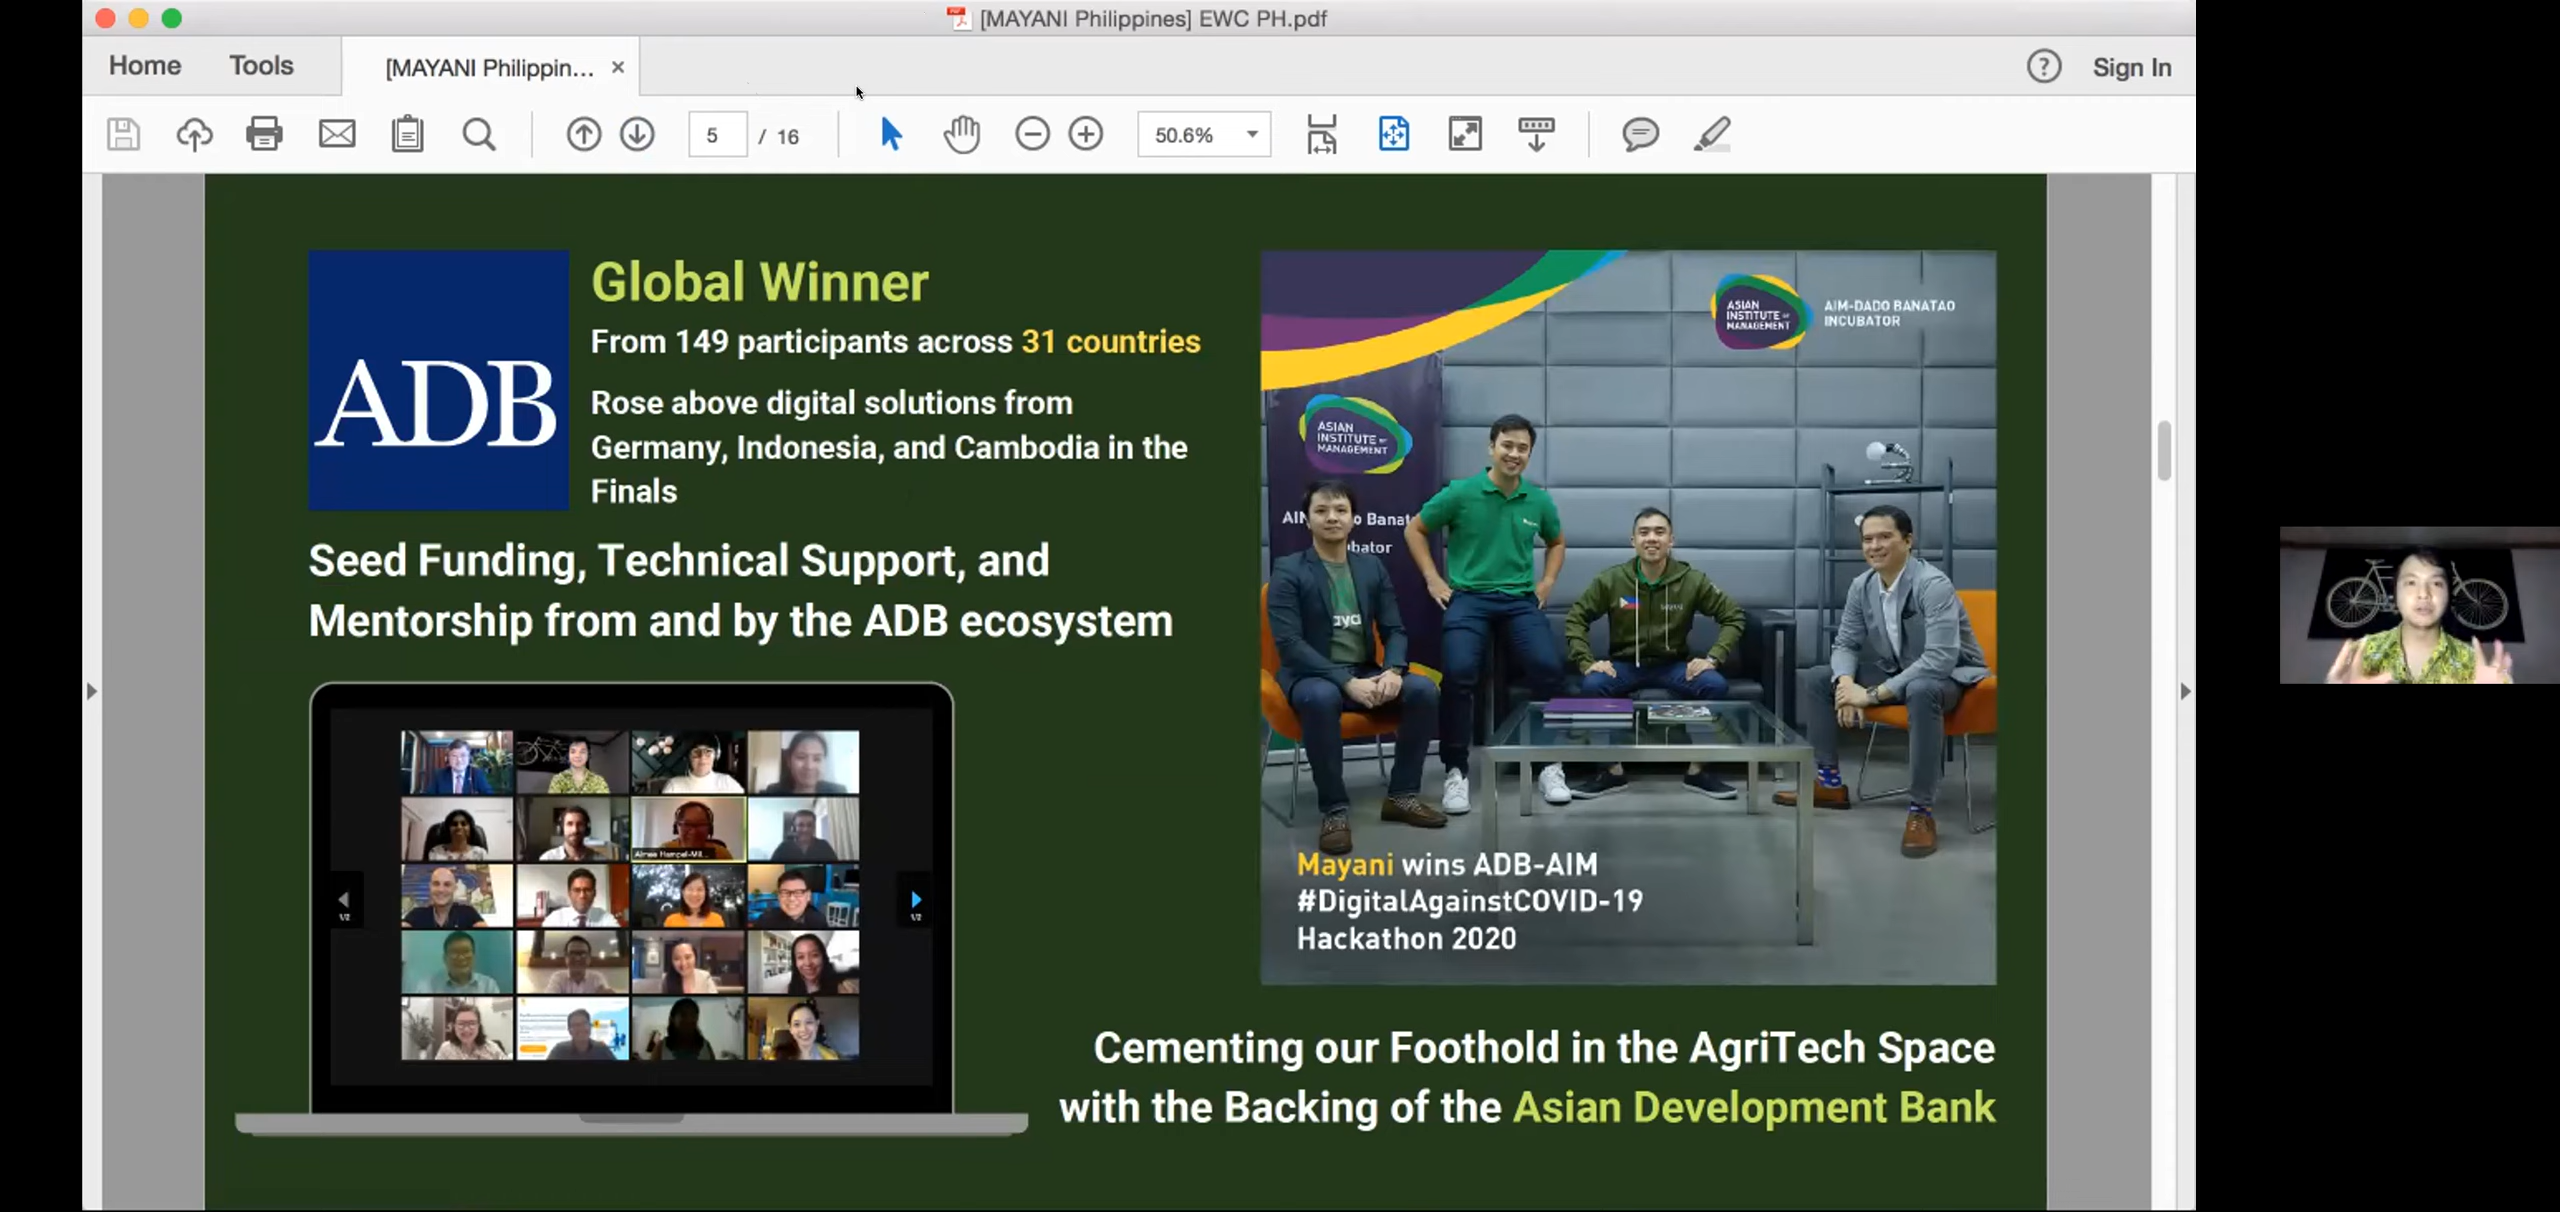 [MAYANI Philippines] EWC PH.pdf
Home
Tools
[MAYANI Philippin...
Sign In
5 / 16
50.6%
ADB
Global Winner
From 149 participants across 31 countries
Rose above digital solutions from
Germany, Indonesia, and Cambodia in the
Finals
Seed Funding, Technical Support, and
Mentorship from and by the ADB ecosystem
1/2
1/2
ASIAN
INSTITUTE OF
MANAGEMENT
AIM-DADO BANATAO
INCUBATOR
ASIAN
INSTITUTE OF
MANAGEMENT
Mayani wins ADB-AIM
#DigitalAgainstCOVID-19
Hackathon 2020
Cementing our Foothold in the AgriTech Space
with the Backing of the Asian Development Bank